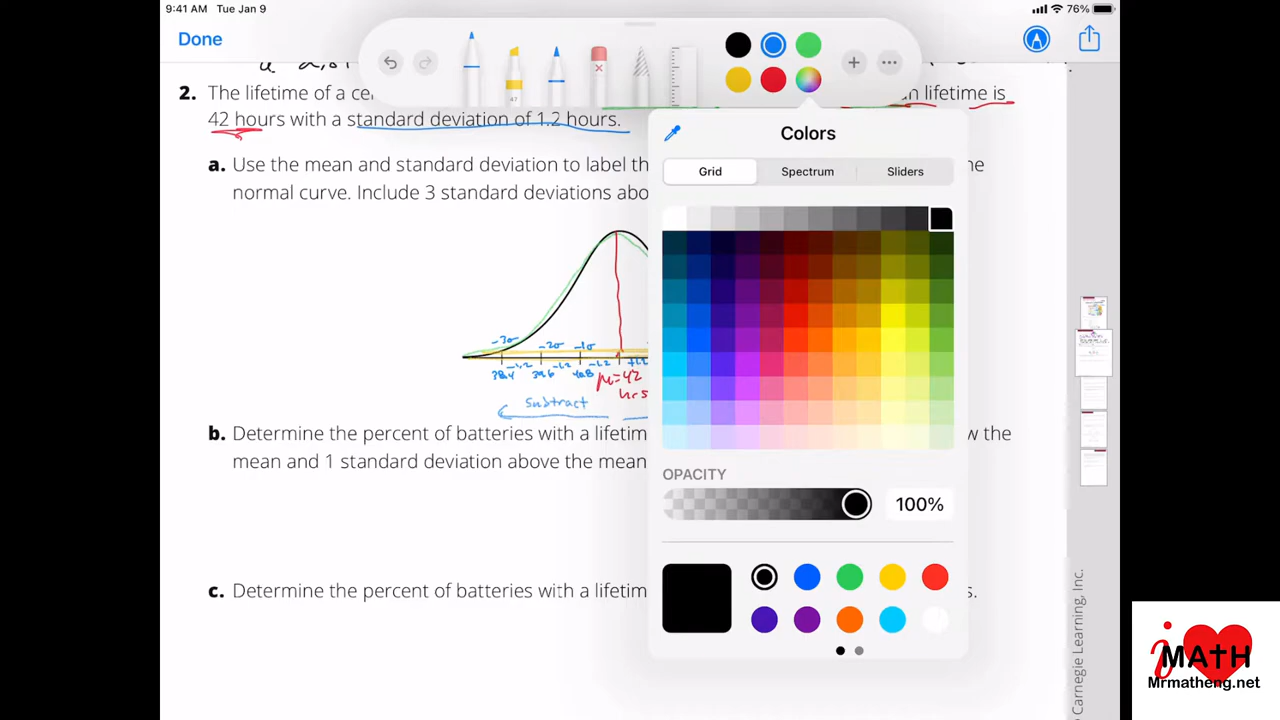 9:41 AM Tue Jan 9
76%
Done
2. The lifetime of a ce
n lifetime is
42 hours with a standard deviation of 1.2 hours.
a. Use the mean and standard deviation to label th
ne
normal curve. Include 3 standard deviations abo
-3σ
-2σ -1σ
38.4 -1.2 39.6 -1.2 40.8 -1.2 μ=42
hrs
subtract
b. Determine the percent of batteries with a lifetim
w the
mean and 1 standard deviation above the mean
c. Determine the percent of batteries with a lifetim
s.
47
Colors
Grid Spectrum Sliders
OPACITY
100%
Carnegie Learning, Inc.
i
MATH
Mrmatheng.net